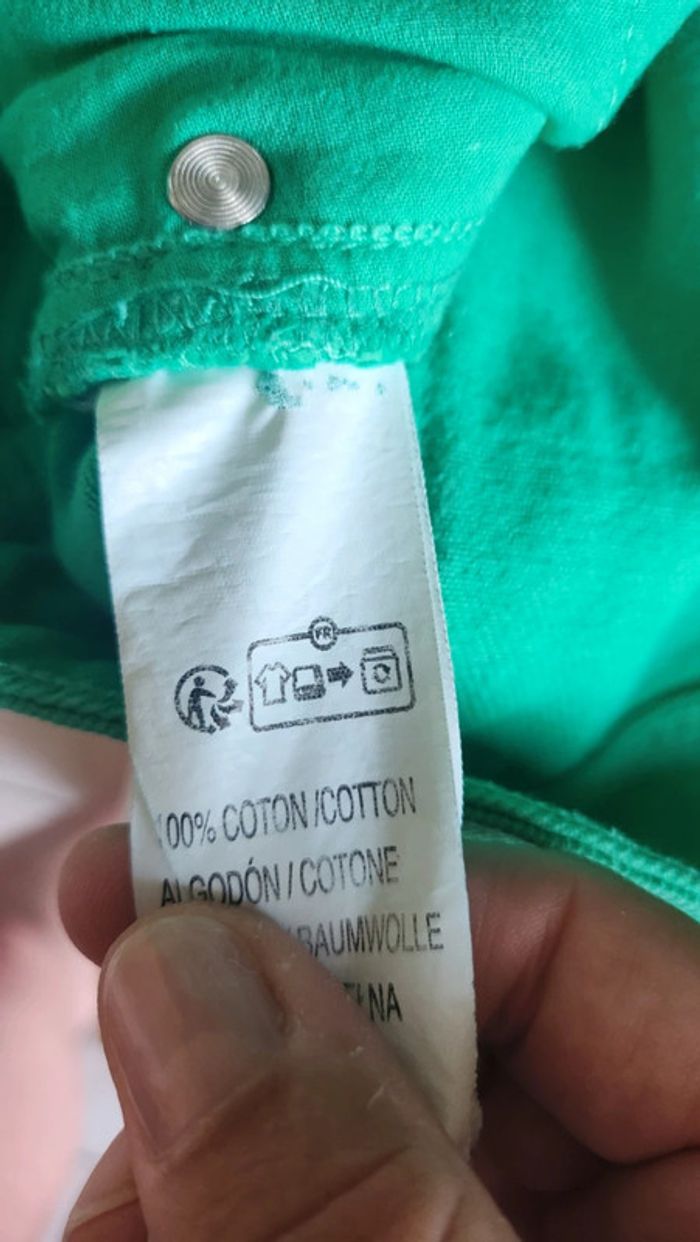 FR
100% COTON / COTTON
ALGODÓN / COTONE
BAUMWOLLE